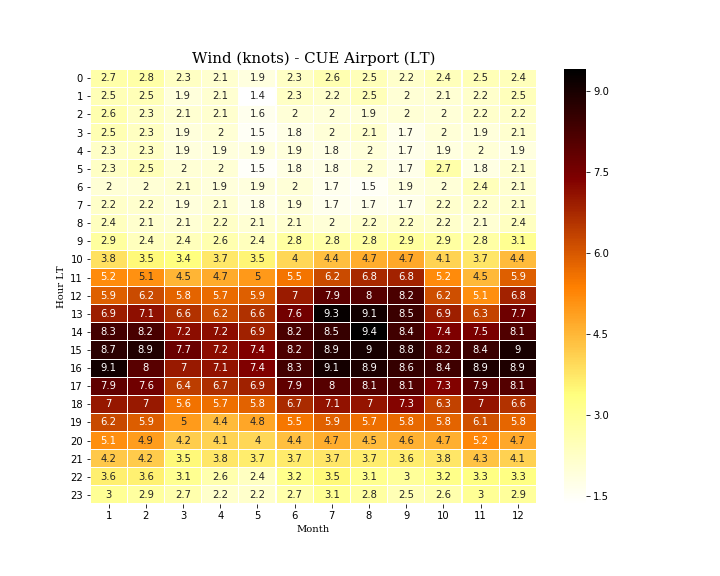 Wind (knots) - CUE Airport (LT)
0 2.7 2.8 2.3 2.1 1.9 2.3 2.6 2.5 2.2 2.4 2.5 2.4
1 2.5 2.5 1.9 2.1 1.4 2.3 2.2 2.5 2 2.1 2.2 2.5
2 2.6 2.3 2.1 2.1 1.6 2 2 1.9 2 2 2.2 2.2
3 2.5 2.3 1.9 2 1.5 1.8 2 2.1 1.7 2 1.9 2.1
4 2.3 2.3 1.9 1.9 1.9 1.9 1.8 2 1.7 1.9 2 1.9
5 2.3 2.5 2 2 1.5 1.8 1.8 2 1.7 2.7 1.8 2.1
6 2 2 2.1 1.9 1.9 2 1.7 1.5 1.9 2 2.4 2.1
7 2.2 2.2 1.9 2.1 1.8 1.9 1.7 1.7 1.7 2.2 2.2 2.1
8 2.4 2.1 2.1 2.2 2.1 2.1 2 2.2 2.2 2.2 2.1 2.4
9 2.9 2.4 2.4 2.6 2.4 2.8 2.8 2.8 2.9 2.9 2.8 3.1
10 3.8 3.5 3.4 3.7 3.5 4 4.4 4.7 4.7 4.1 3.7 4.4
11 5.2 5.1 4.5 4.7 5 5.5 6.2 6.8 6.8 5.2 4.5 5.9
12 5.9 6.2 5.8 5.7 5.9 7 7.9 8 8.2 6.2 5.1 6.8
13 6.9 7.1 6.6 6.2 6.6 7.6 9.3 9.1 8.5 6.9 6.3 7.7
14 8.3 8.2 7.2 7.2 6.9 8.2 8.5 9.4 8.4 7.4 7.5 8.1
15 8.7 8.9 7.7 7.2 7.4 8.2 8.9 9 8.8 8.2 8.4 9
16 9.1 8 7 7.1 7.4 8.3 9.1 8.9 8.6 8.4 8.9 8.9
17 7.9 7.6 6.4 6.7 6.9 7.9 8 8.1 8.1 7.3 7.9 8.1
18 7 7 5.6 5.7 5.8 6.7 7.1 7 7.3 6.3 7 6.6
19 6.2 5.9 5 4.4 4.8 5.5 5.9 5.7 5.8 5.8 6.1 5.8
20 5.1 4.9 4.2 4.1 4 4.4 4.7 4.5 4.6 4.7 5.2 4.7
21 4.2 4.2 3.5 3.8 3.7 3.7 3.7 3.7 3.6 3.8 4.3 4.1
22 3.6 3.6 3.1 2.6 2.4 3.2 3.5 3.1 3 3.2 3.3 3.3
23 3 2.9 2.7 2.2 2.2 2.7 3.1 2.8 2.5 2.6 3 2.9
1 2 3 4 5 6 7 8 9 10 11 12
Month
Hour LT
9.0
7.5
6.0
4.5
3.0
1.5